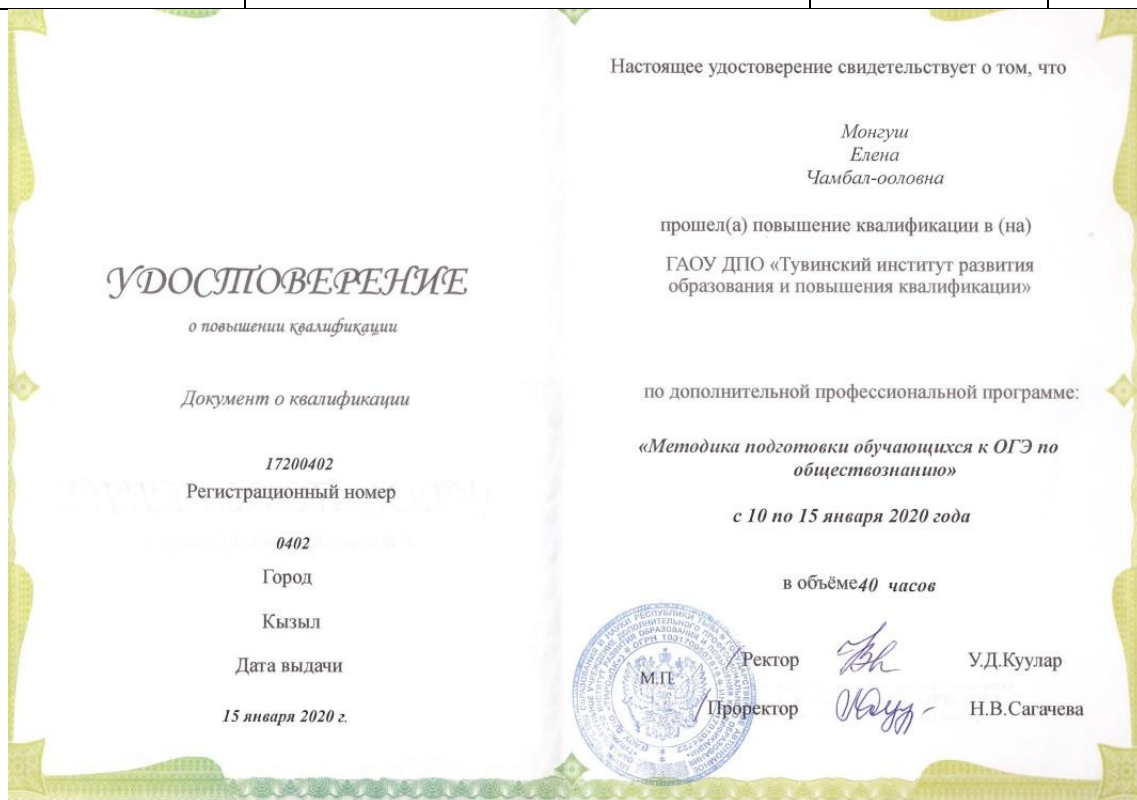 УДОСТОВЕРЕНИЕ
о повышении квалификации
Документ о квалификации
17200402
Регистрационный номер
0402
Город
Кызыл
Дата выдачи
15 января 2020 г.
Настоящее удостоверение свидетельствует о том, что
Монгуш
Елена
Чамбал-ооловна
прошел(а) повышение квалификации в (на)
ГАОУ ДПО «Тувинский институт развития
образования и повышения квалификации»
по дополнительной профессиональной программе:
«Методика подготовки обучающихся к ОГЭ по
обществознанию»
с 10 по 15 января 2020 года
в объёме 40 часов
М.П.
Ректор У.Д.Куулар
Проректор Н.В.Сагачева